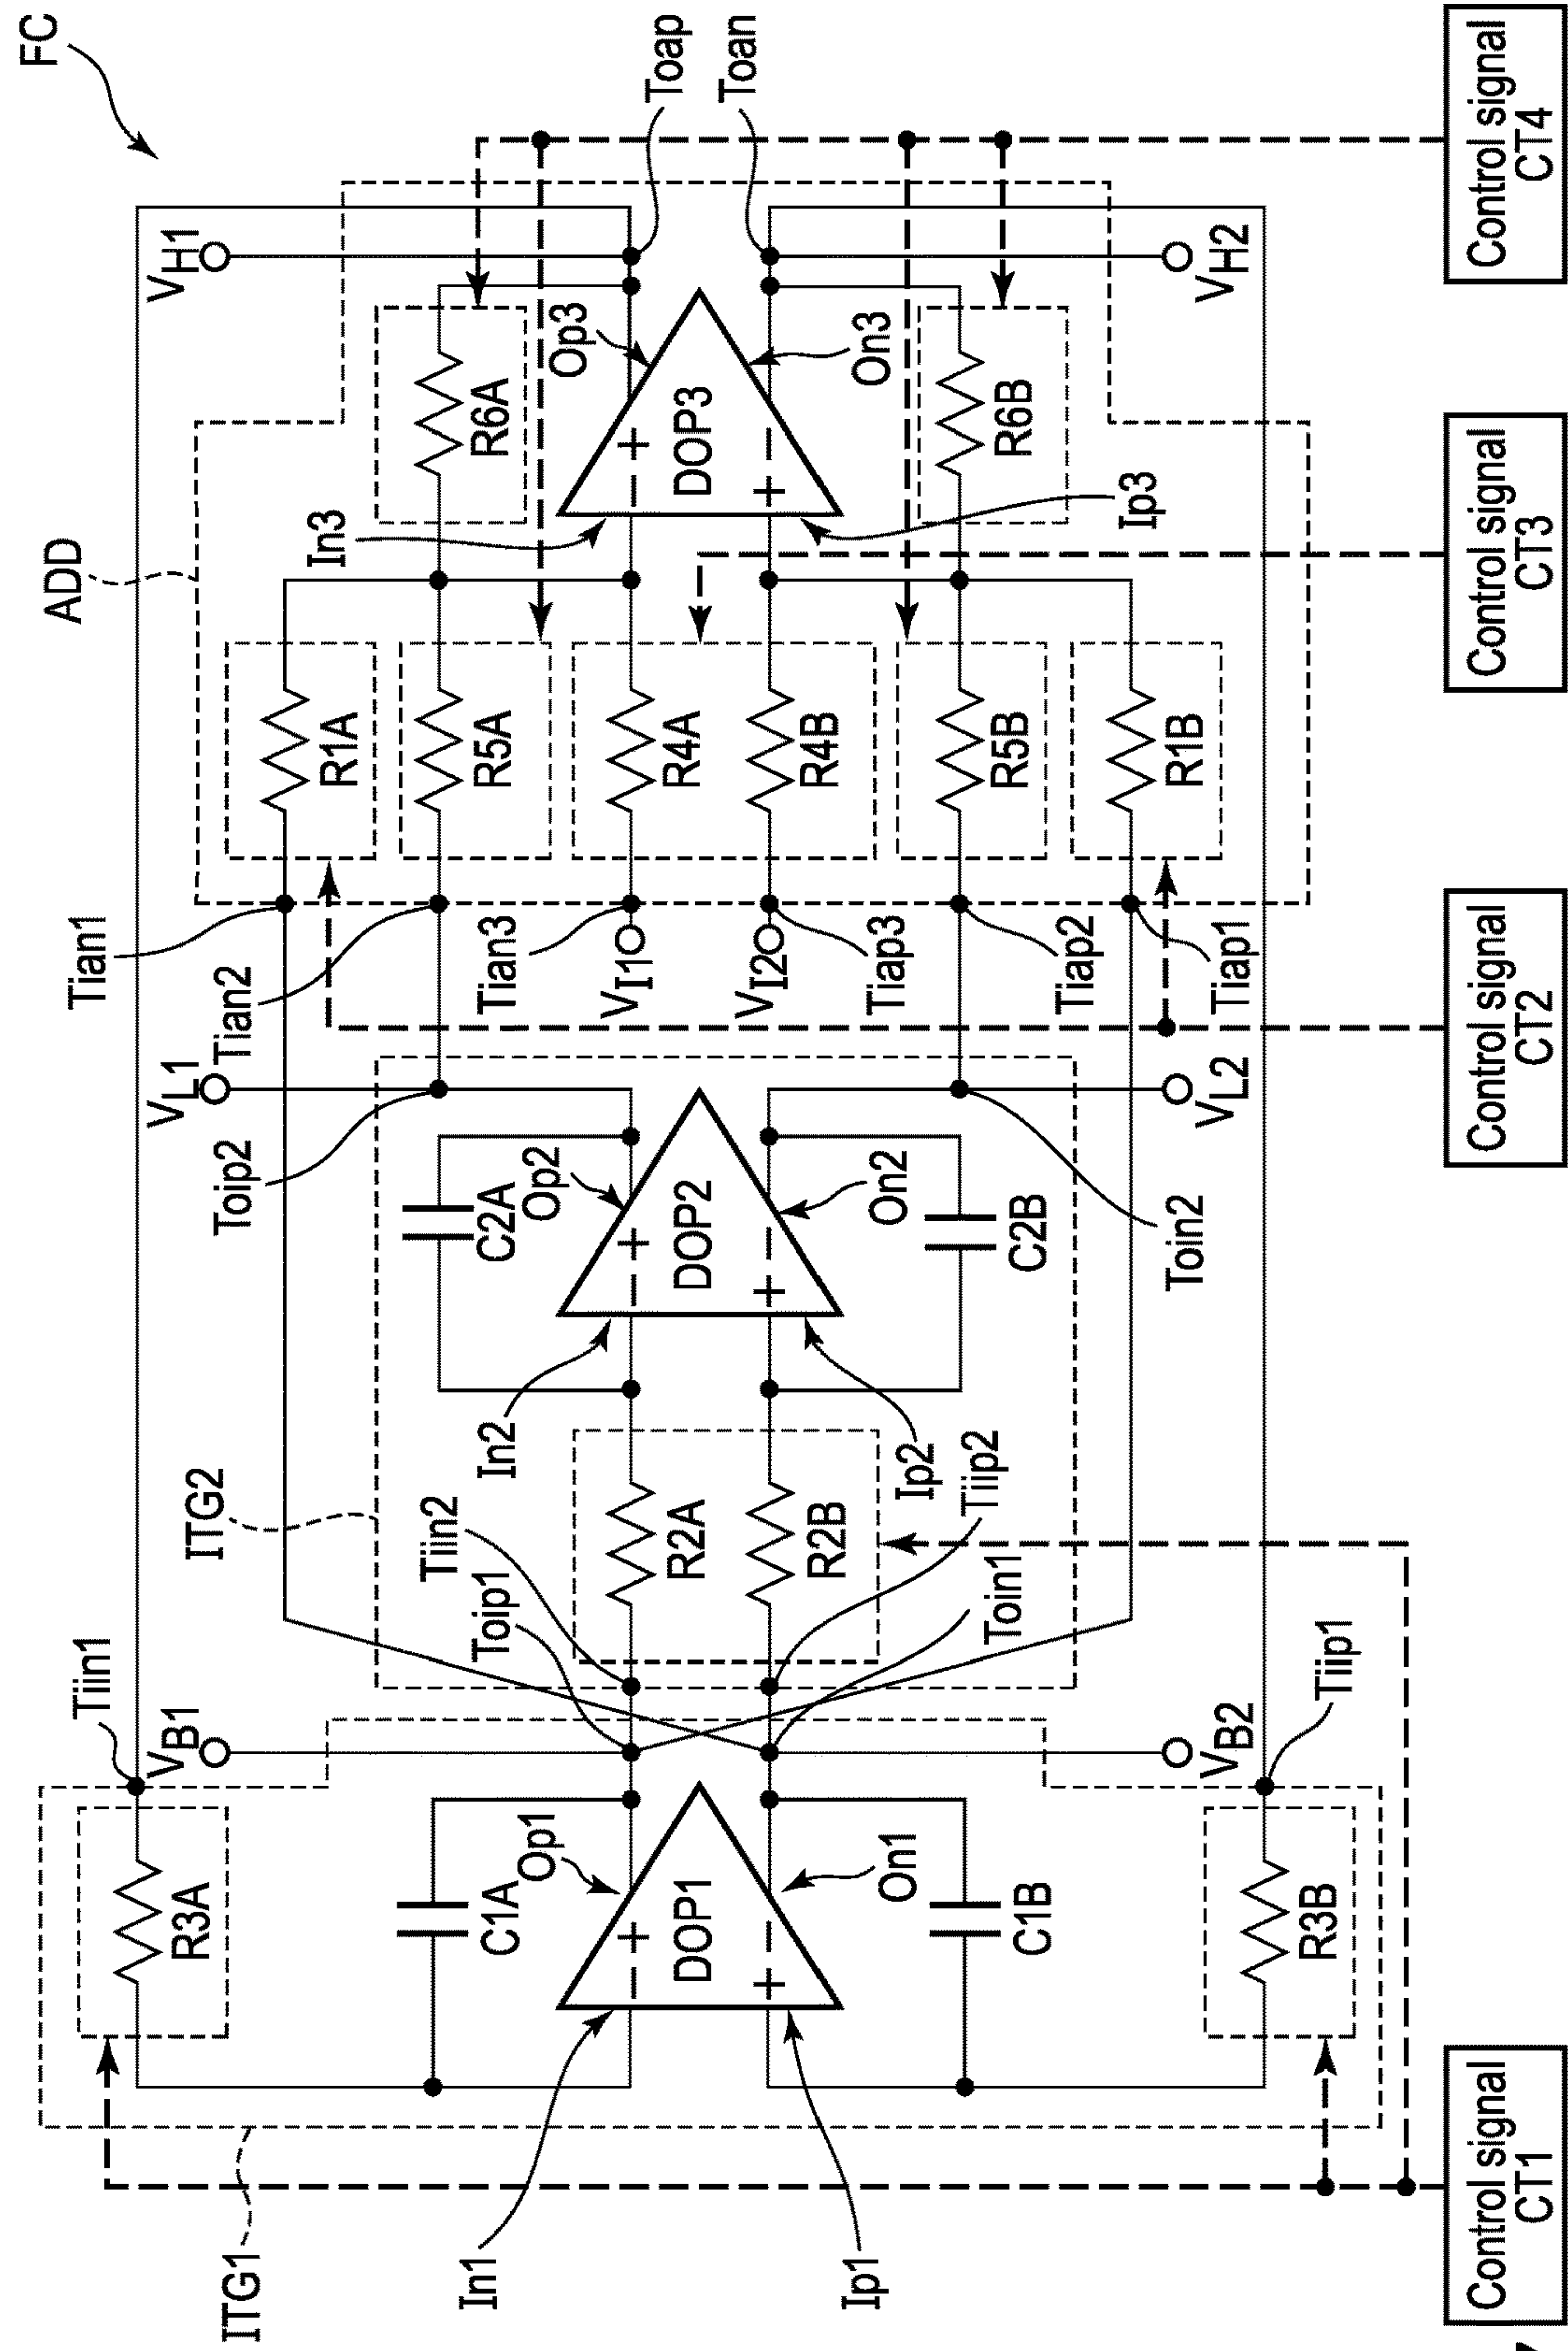 FC
ADD
ITG2
ITG1
Tiin1
Tian1
VB1
Toip2
VL1
Tian2
In3
VH1
R3A
R1A
C1A
Op1
Toip1
Tiin2
In2
C2A
Op2
R5A
Tian3
R6A
Op3
Toap
In1
DOP1
− +
+ −
R2A
DOP2
− +
+ −
VI1
R4A
DOP3
− +
+ −
Ip1
On1
R2B
Ip2
On2
VI2
R4B
On3
Toan
C1B
Toin1
Tiip2
C2B
Tiap3
R5B
R6B
Tiap2
Ip3
R3B
Tiip1
VB2
Toin2
VL2
Tiap1
R1B
VH2
Control signal
CT1
Control signal
CT2
Control signal
CT3
Control signal
CT4